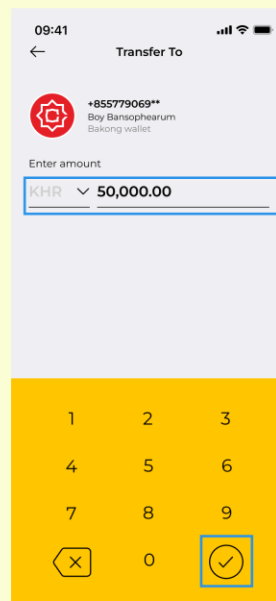 09:41
Transfer To
+855779069**
Boy Bansophearum
Bakong wallet
Enter amount
KHR 50,000.00
1 2 3
4 5 6
7 8 9
0